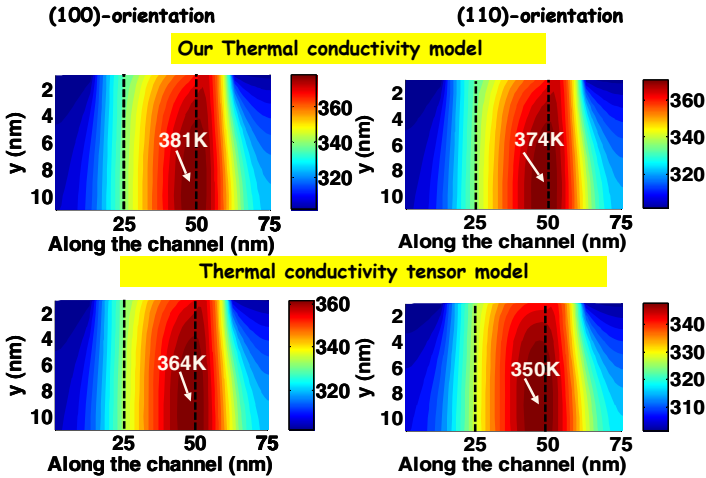 (100)-orientation (110)-orientation
Our Thermal conductivity model
2
4
6
8
10
y (nm)
381K
25 50 75
Along the channel (nm)
360
340
320
2
4
6
8
10
y (nm)
374K
25 50 75
Along the channel (nm)
360
340
320
Thermal conductivity tensor model
2
4
6
8
10
y (nm)
364K
25 50 75
Along the channel (nm)
360
340
320
2
4
6
8
10
y (nm)
350K
25 50 75
Along the channel (nm)
340
330
320
310